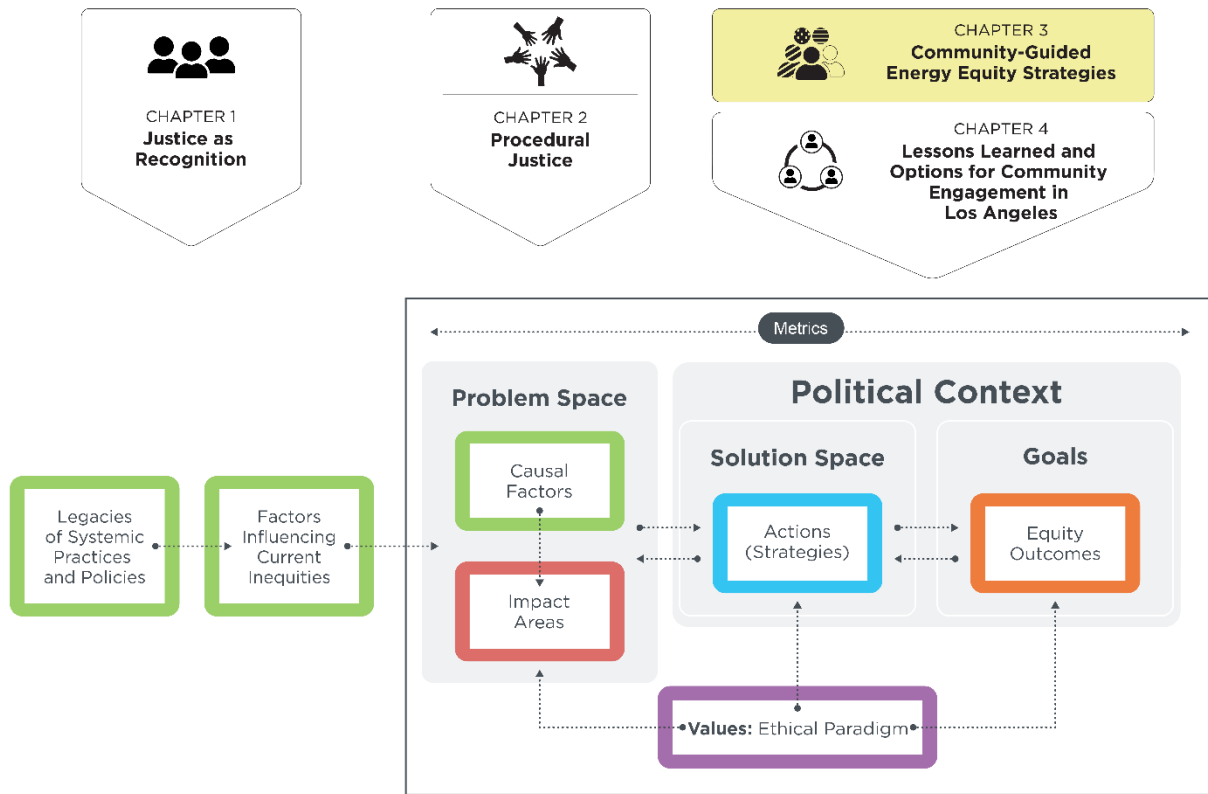 CHAPTER 1
Justice as
Recognition
CHAPTER 2
Procedural
Justice
CHAPTER 3
Community-Guided
Energy Equity Strategies
CHAPTER 4
Lessons Learned and
Options for Community
Engagement in
Los Angeles
Metrics
Problem Space
Political Context
Causal
Factors
Solution Space
Goals
Legacies
of Systemic
Practices
and Policies
Factors
Influencing
Current
Inequities
Impact
Areas
Actions
(Strategies)
Equity
Outcomes
Values: Ethical Paradigm